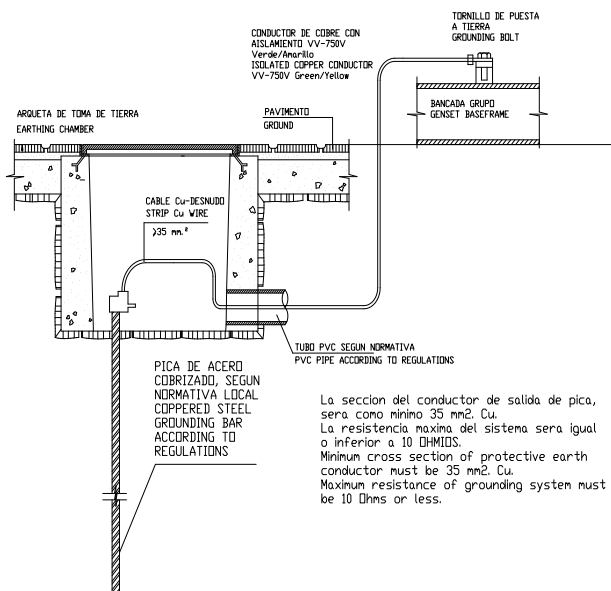 TORNILLO DE PUESTA
A TIERRA
GROUNDING BOLT
CONDUCTOR DE COBRE CON
AISLAMIENTO VV-750V
Verde/Amarillo
ISOLATED COPPER CONDUCTOR
VV-750V Green/Yellow
BANCADA GRUPO
GENSET BASEFRAME
ARQUETA DE TOMA DE TIERRA
EARTHING CHAMBER
PAVIMENTO
GROUND
CABLE Cu-DESNUDO
STRIP Cu WIRE
>35 mm.²
TUBO PVC SEGUN NORMATIVA
PVC PIPE ACCORDING TO REGULATIONS
PICA DE ACERO
COBRIZADO, SEGUN
NORMATIVA LOCAL
COPPERED STEEL
GROUNDING BAR
ACCORDING TO
REGULATIONS
La seccion del conductor de salida de pica,
sera como minimo 35 mm2. Cu.
La resistencia maxima del sistema sera igual
o inferior a 10 OHMIOS.
Minimum cross section of protective earth
conductor must be 35 mm2. Cu.
Maximum resistance of grounding system must
be 10 Ohms or less.